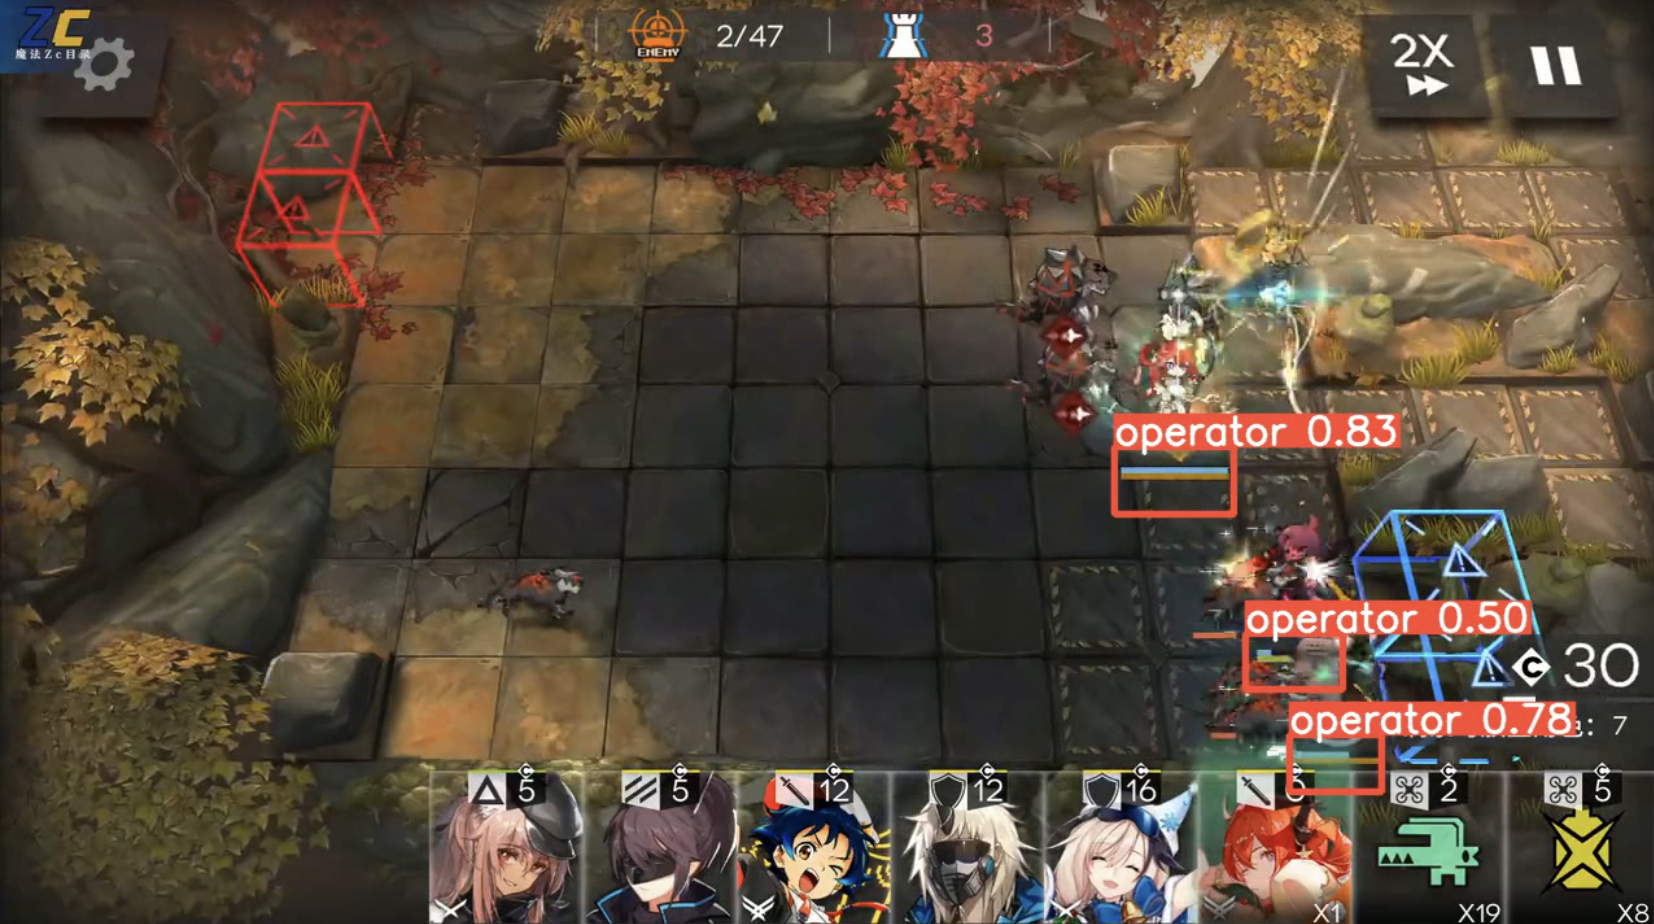 ZC
魔法Zc目录
ENEMY
2/47
3
2X
operator 0.83
operator 0.50
30
operator 0.78
: 7
5
5
12
12
16
2
5
X1
X19
X8